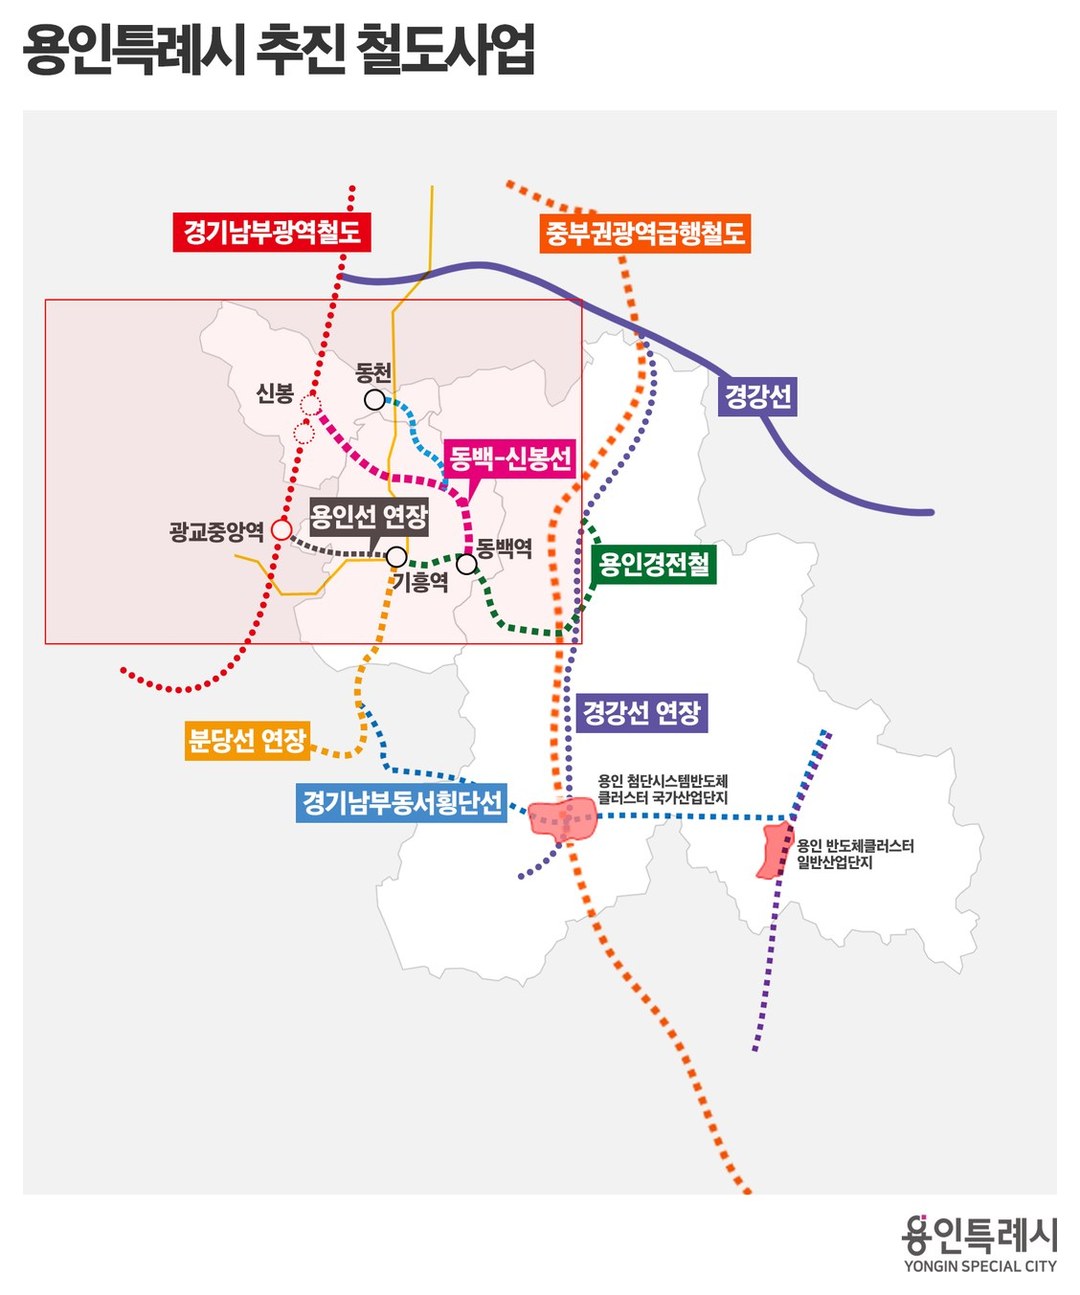 용인특례시 추진 철도사업
경기남부광역철도
중부권광역급행철도
동천
신봉
경강선
동백-신봉선
용인선 연장
광교중앙역
동백역
용인경전철
기흥역
경강선 연장
분당선 연장
용인 첨단시스템반도체
클러스터 국가산업단지
경기남부동서횡단선
용인 반도체클러스터
일반산업단지
용인특례시
YONGIN SPECIAL CITY